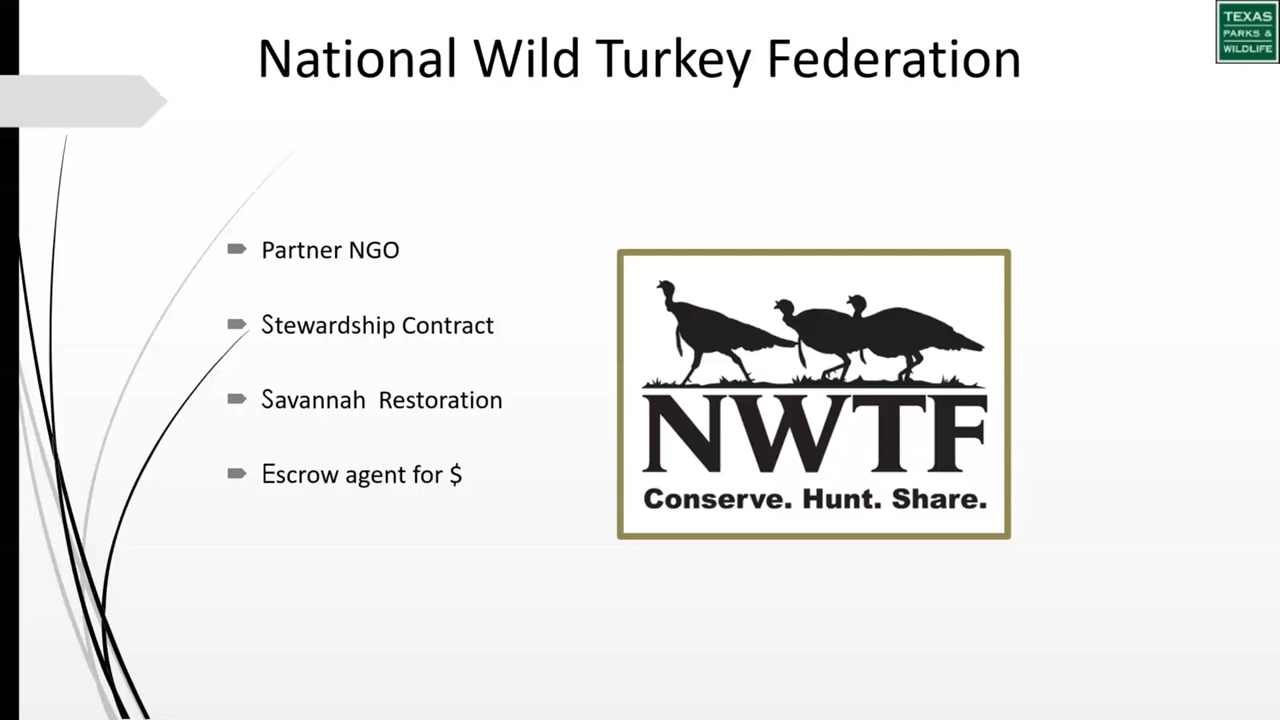 National Wild Turkey Federation
TEXAS
PARKS &
WILDLIFE
Partner NGO
Stewardship Contract
Savannah  Restoration
Escrow agent for $
NWTF
Conserve. Hunt. Share.